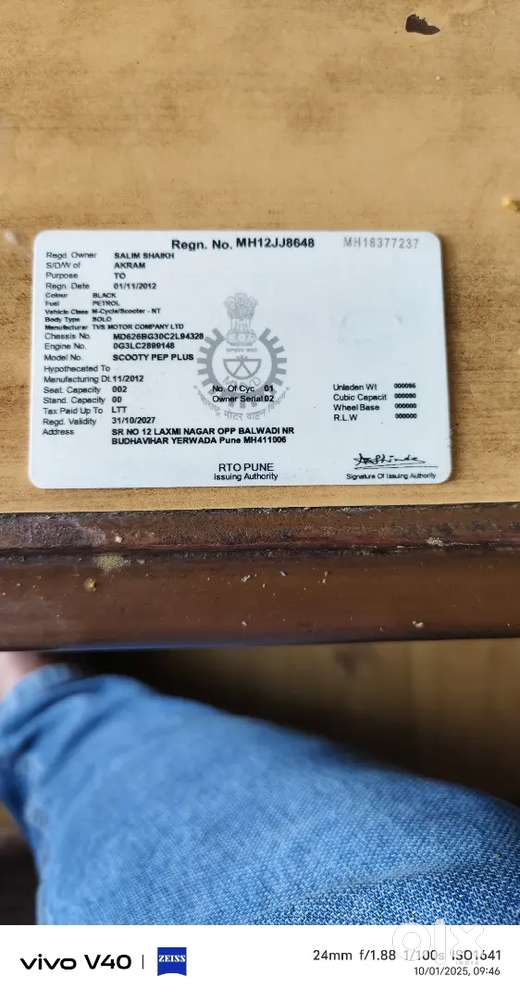 Regn. No. MH12JJ8648 MH18377237
Regd. Owner SALIM SHAIKH
S/D/W of AKRAM
Purpose TO
Regn. Date 01/11/2012
Colour BLACK
Fuel PETROL
Vehicle Class M-Cycle/Scooter - NT
Body Type SOLO
Manufacturer TVS MOTOR COMPANY LTD
Chassis No. MD626BG30C2L94328
Engine No. 0G3LC2899148
Model No. SCOOTY PEP PLUS
Hypothecated To
Manufacturing Dt. 11/2012
Seat. Capacity 002 No. Of Cyc 01 Unladen Wt 000095
Stand. Capacity 00 Owner Serial 02 Cubic Capacit 000080
Tax Paid Up To LTT Wheel Base 000000
Regd. Validity 31/10/2027 R.L.W 000000
Address SR NO 12 LAXMI NAGAR OPP BALWADI NR
BUDHAVIHAR YERWADA Pune MH411006
RTO PUNE
Issuing Authority Signature Of Issuing Authority
vivo V40 | ZEISS
24mm f/1.88 1/100s ISO1641
10/01/2025, 09:46
olx